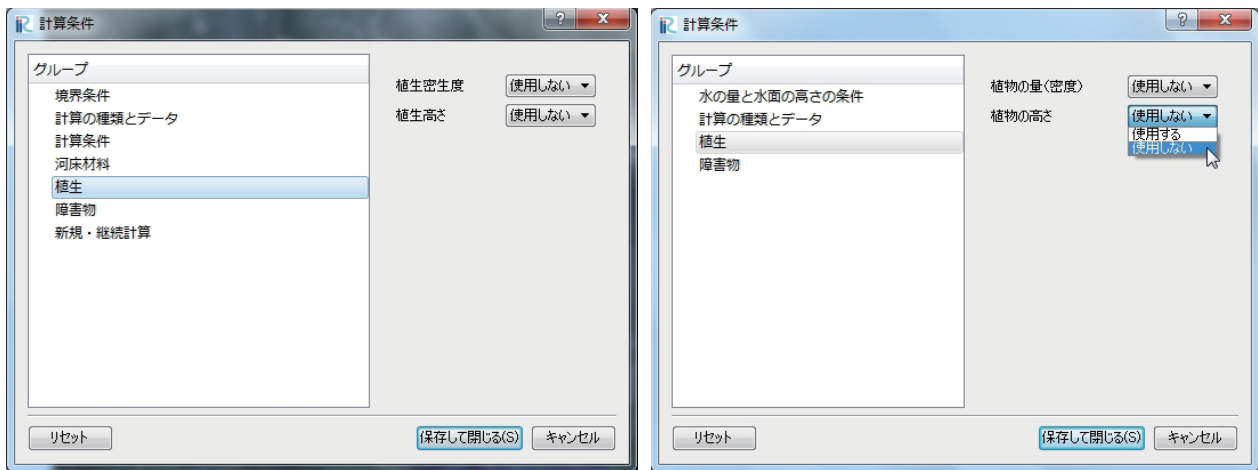 計算条件
グループ
境界条件
計算の種類とデータ
計算条件
河床材料
植生
障害物
新規・継続計算
植生密生度 使用しない
植生高さ 使用しない
リセット 保存して閉じる(S) キャンセル
計算条件
グループ
水の量と水面の高さの条件
計算の種類とデータ
植生
障害物
植物の量(密度) 使用しない
植物の高さ 使用しない
使用する
使用しない
リセット 保存して閉じる(S) キャンセル